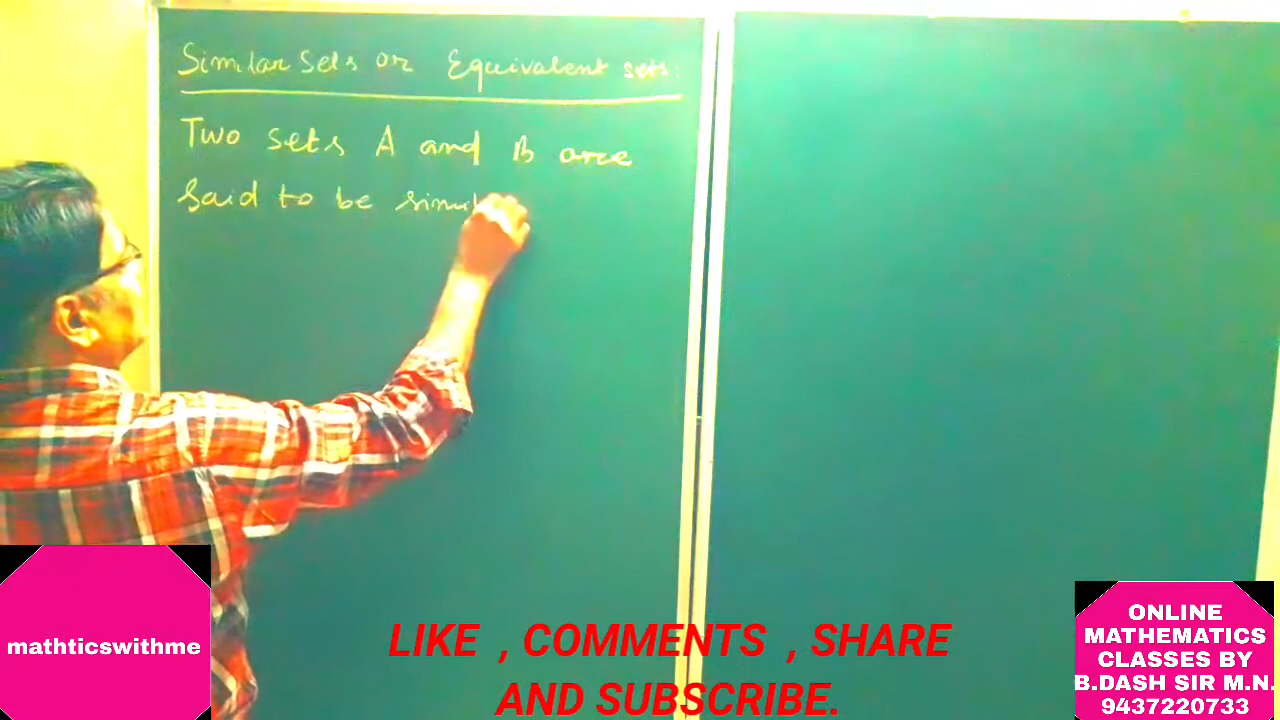 Similar Sets or Equivalent sets:
Two sets A and B are
said to be simil
mathticswithme
LIKE , COMMENTS , SHARE
AND SUBSCRIBE.
ONLINE
MATHEMATICS
CLASSES BY
B.DASH SIR M.N.
9437220733